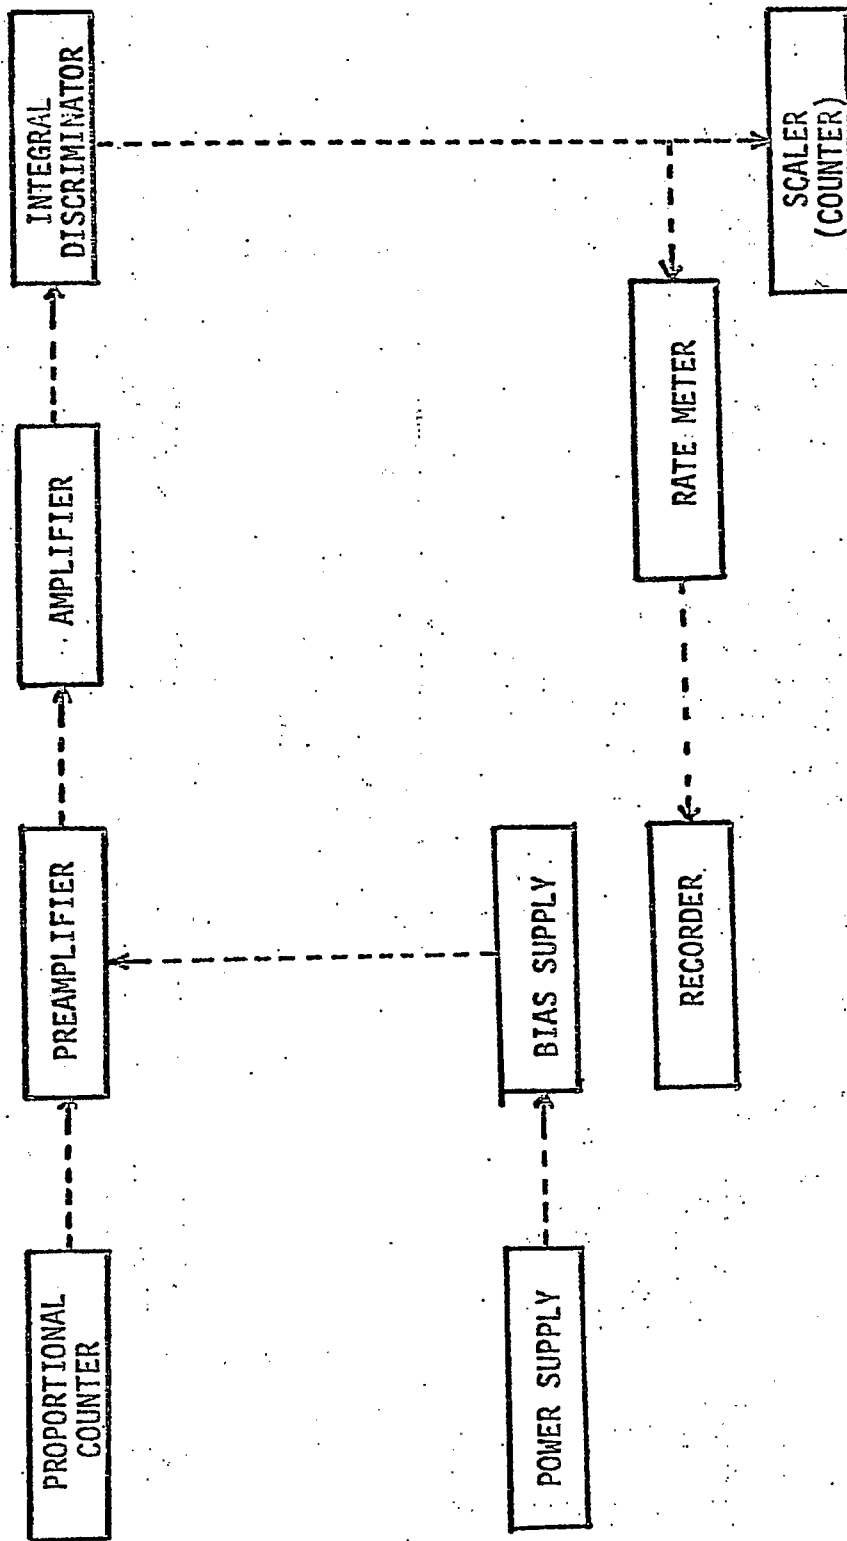 PROPORTIONAL
COUNTER
PREAMPLIFIER
AMPLIFIER
INTEGRAL
DISCRIMINATOR
POWER SUPPLY
BIAS SUPPLY
RECORDER
RATE METER
SCALER
(COUNTER)